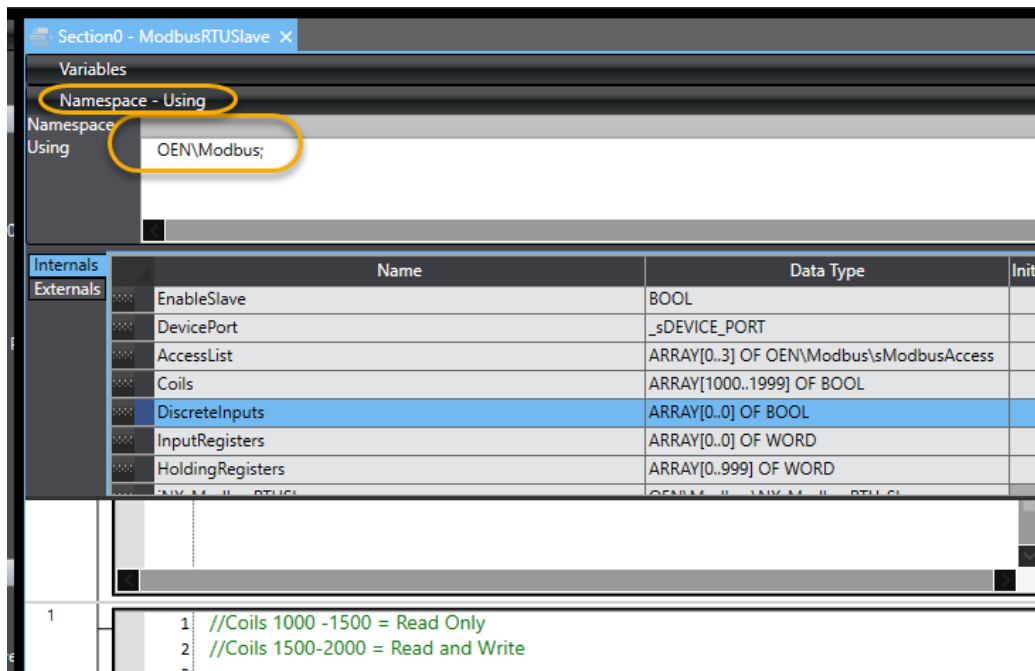 Section0 - ModbusRTUSlave ×
Variables
Namespace - Using
Namespace
Using OEN\Modbus;
Internals
Externals
Name Data Type Init
EnableSlave BOOL
DevicePort _sDEVICE_PORT
AccessList ARRAY[0..3] OF OEN\Modbus\sModbusAccess
Coils ARRAY[1000..1999] OF BOOL
DiscreteInputs ARRAY[0..0] OF BOOL
InputRegisters ARRAY[0..0] OF WORD
HoldingRegisters ARRAY[0..999] OF WORD
1
1 //Coils 1000 -1500 = Read Only
2 //Coils 1500-2000 = Read and Write